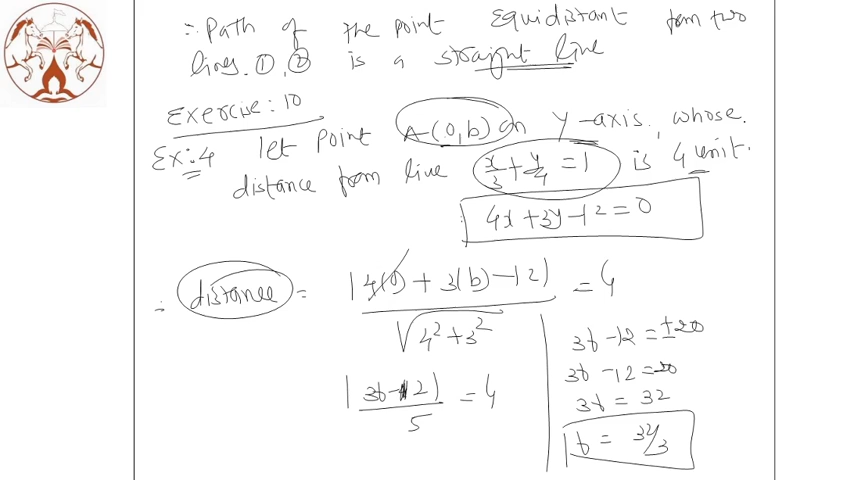 ∴ Path of the point equidistant form two
lines ①, ② is a straight line
Exercise: 10
Ex: 4 let point A(0, b) on y-axis, whose
distance from line x/3 + y/4 = 1 is 4 unit.
4x + 3y - 12 = 0
∴ distance = |4(0) + 3(b) - 12| / √(4² + 3²) = 4
|3b - 12| / 5 = 4
3b - 12 = ±20
3b - 12 = 20
3b = 32
b = 32/3